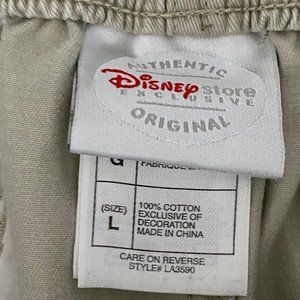 AUTHENTIC
Disney store
EXCLUSIVE
ORIGINAL
G
(SIZE)
L
100% COTTON
EXCLUSIVE OF
DECORATION
MADE IN CHINA
CARE ON REVERSE
STYLE# LA3590